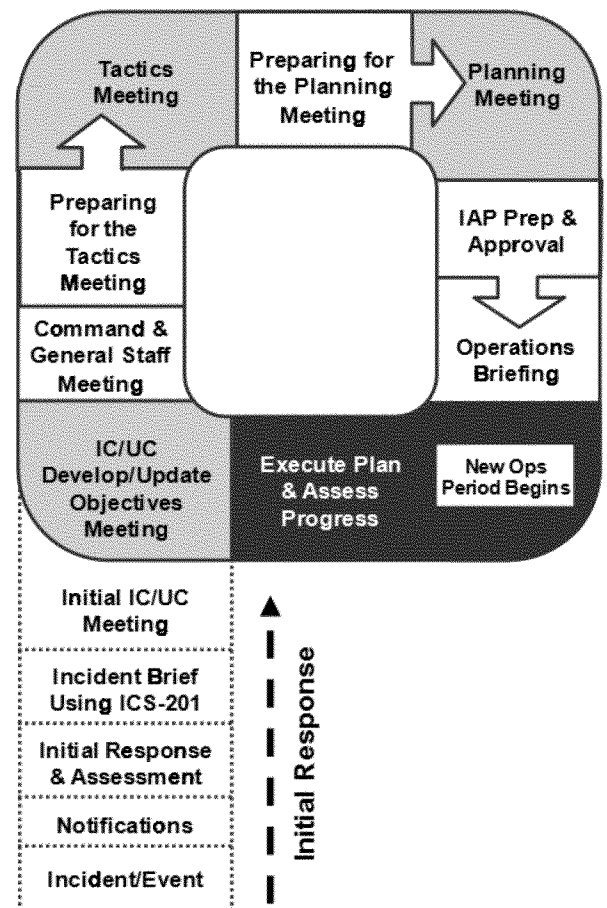 Tactics
Meeting
Preparing for
the Planning
Meeting
Planning
Meeting
Preparing
for the
Tactics
Meeting
IAP Prep &
Approval
Command &
General Staff
Meeting
Operations
Briefing
IC/UC
Develop/Update
Objectives
Meeting
Execute Plan
& Assess
Progress
New Ops
Period Begins
Initial IC/UC
Meeting
Incident Brief
Using ICS-201
Initial Response
& Assessment
Notifications
Incident/Event
Initial Response